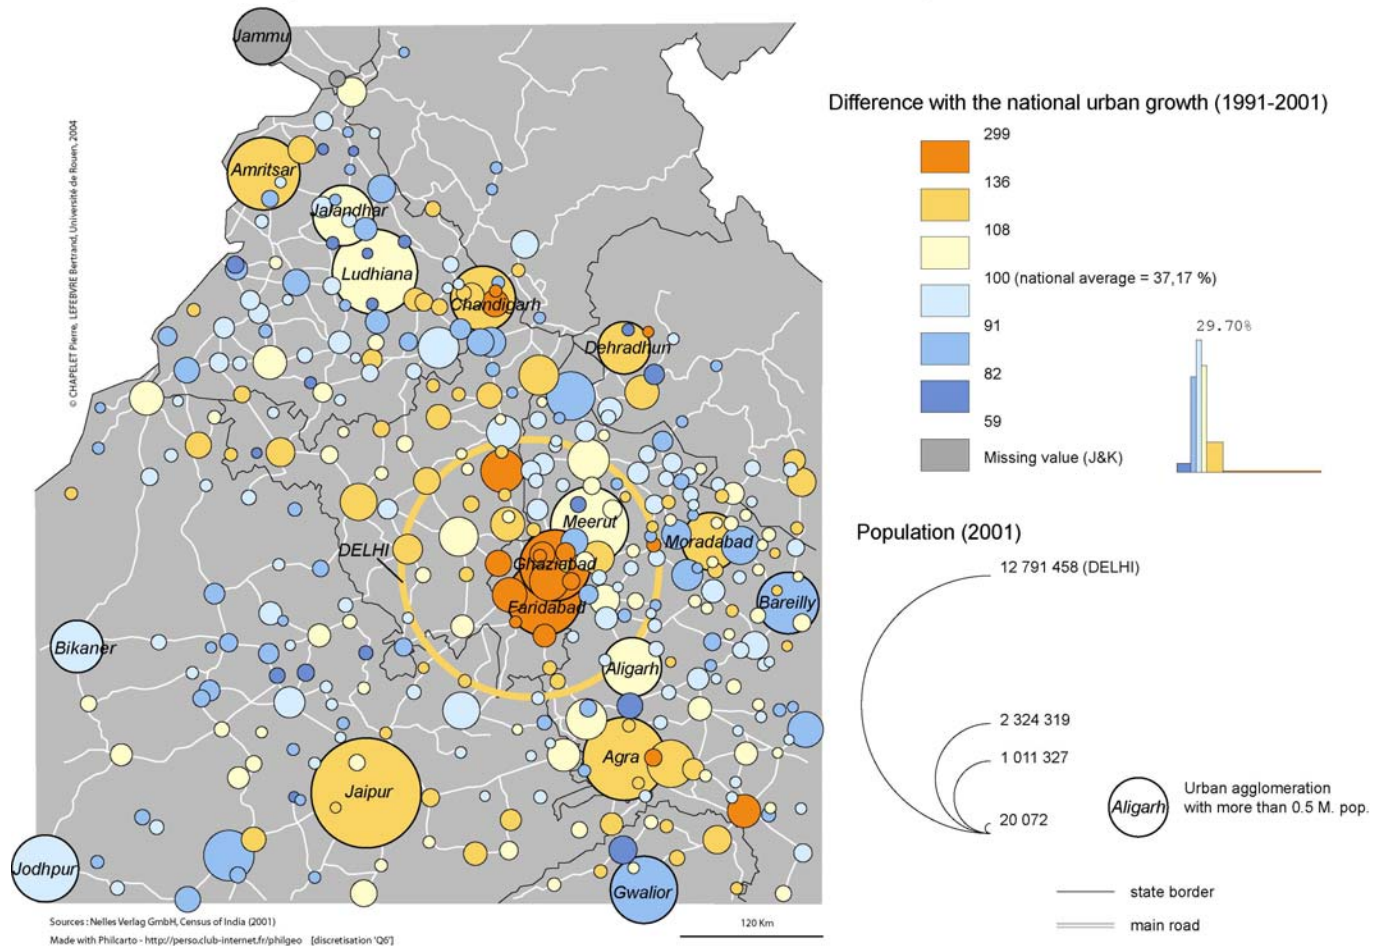 Jammu
Amritsar
Jalandhar
Ludhiana
Chandigarh
Dehradhun
DELHI
Meerut
Moradabad
Ghaziabad
Faridabad
Bareilly
Bikaner
Aligarh
Agra
Jaipur
Jodhpur
Gwalior
© CHAPELET Pierre, LEFEBVRE Bertrand, Université de Rouen, 2004
Sources : Nelles Verlag GmbH, Census of India (2001)
Made with Philcarto - http://perso.club-internet.fr/philgeo [discretisation 'Q6']
120 Km
Difference with the national urban growth (1991-2001)
299
136
108
100 (national average = 37,17 %)
91
82
59
Missing value (J&K)
29.70%
Population (2001)
12 791 458 (DELHI)
2 324 319
1 011 327
20 072
Aligarh
Urban agglomeration
with more than 0.5 M. pop.
state border
main road